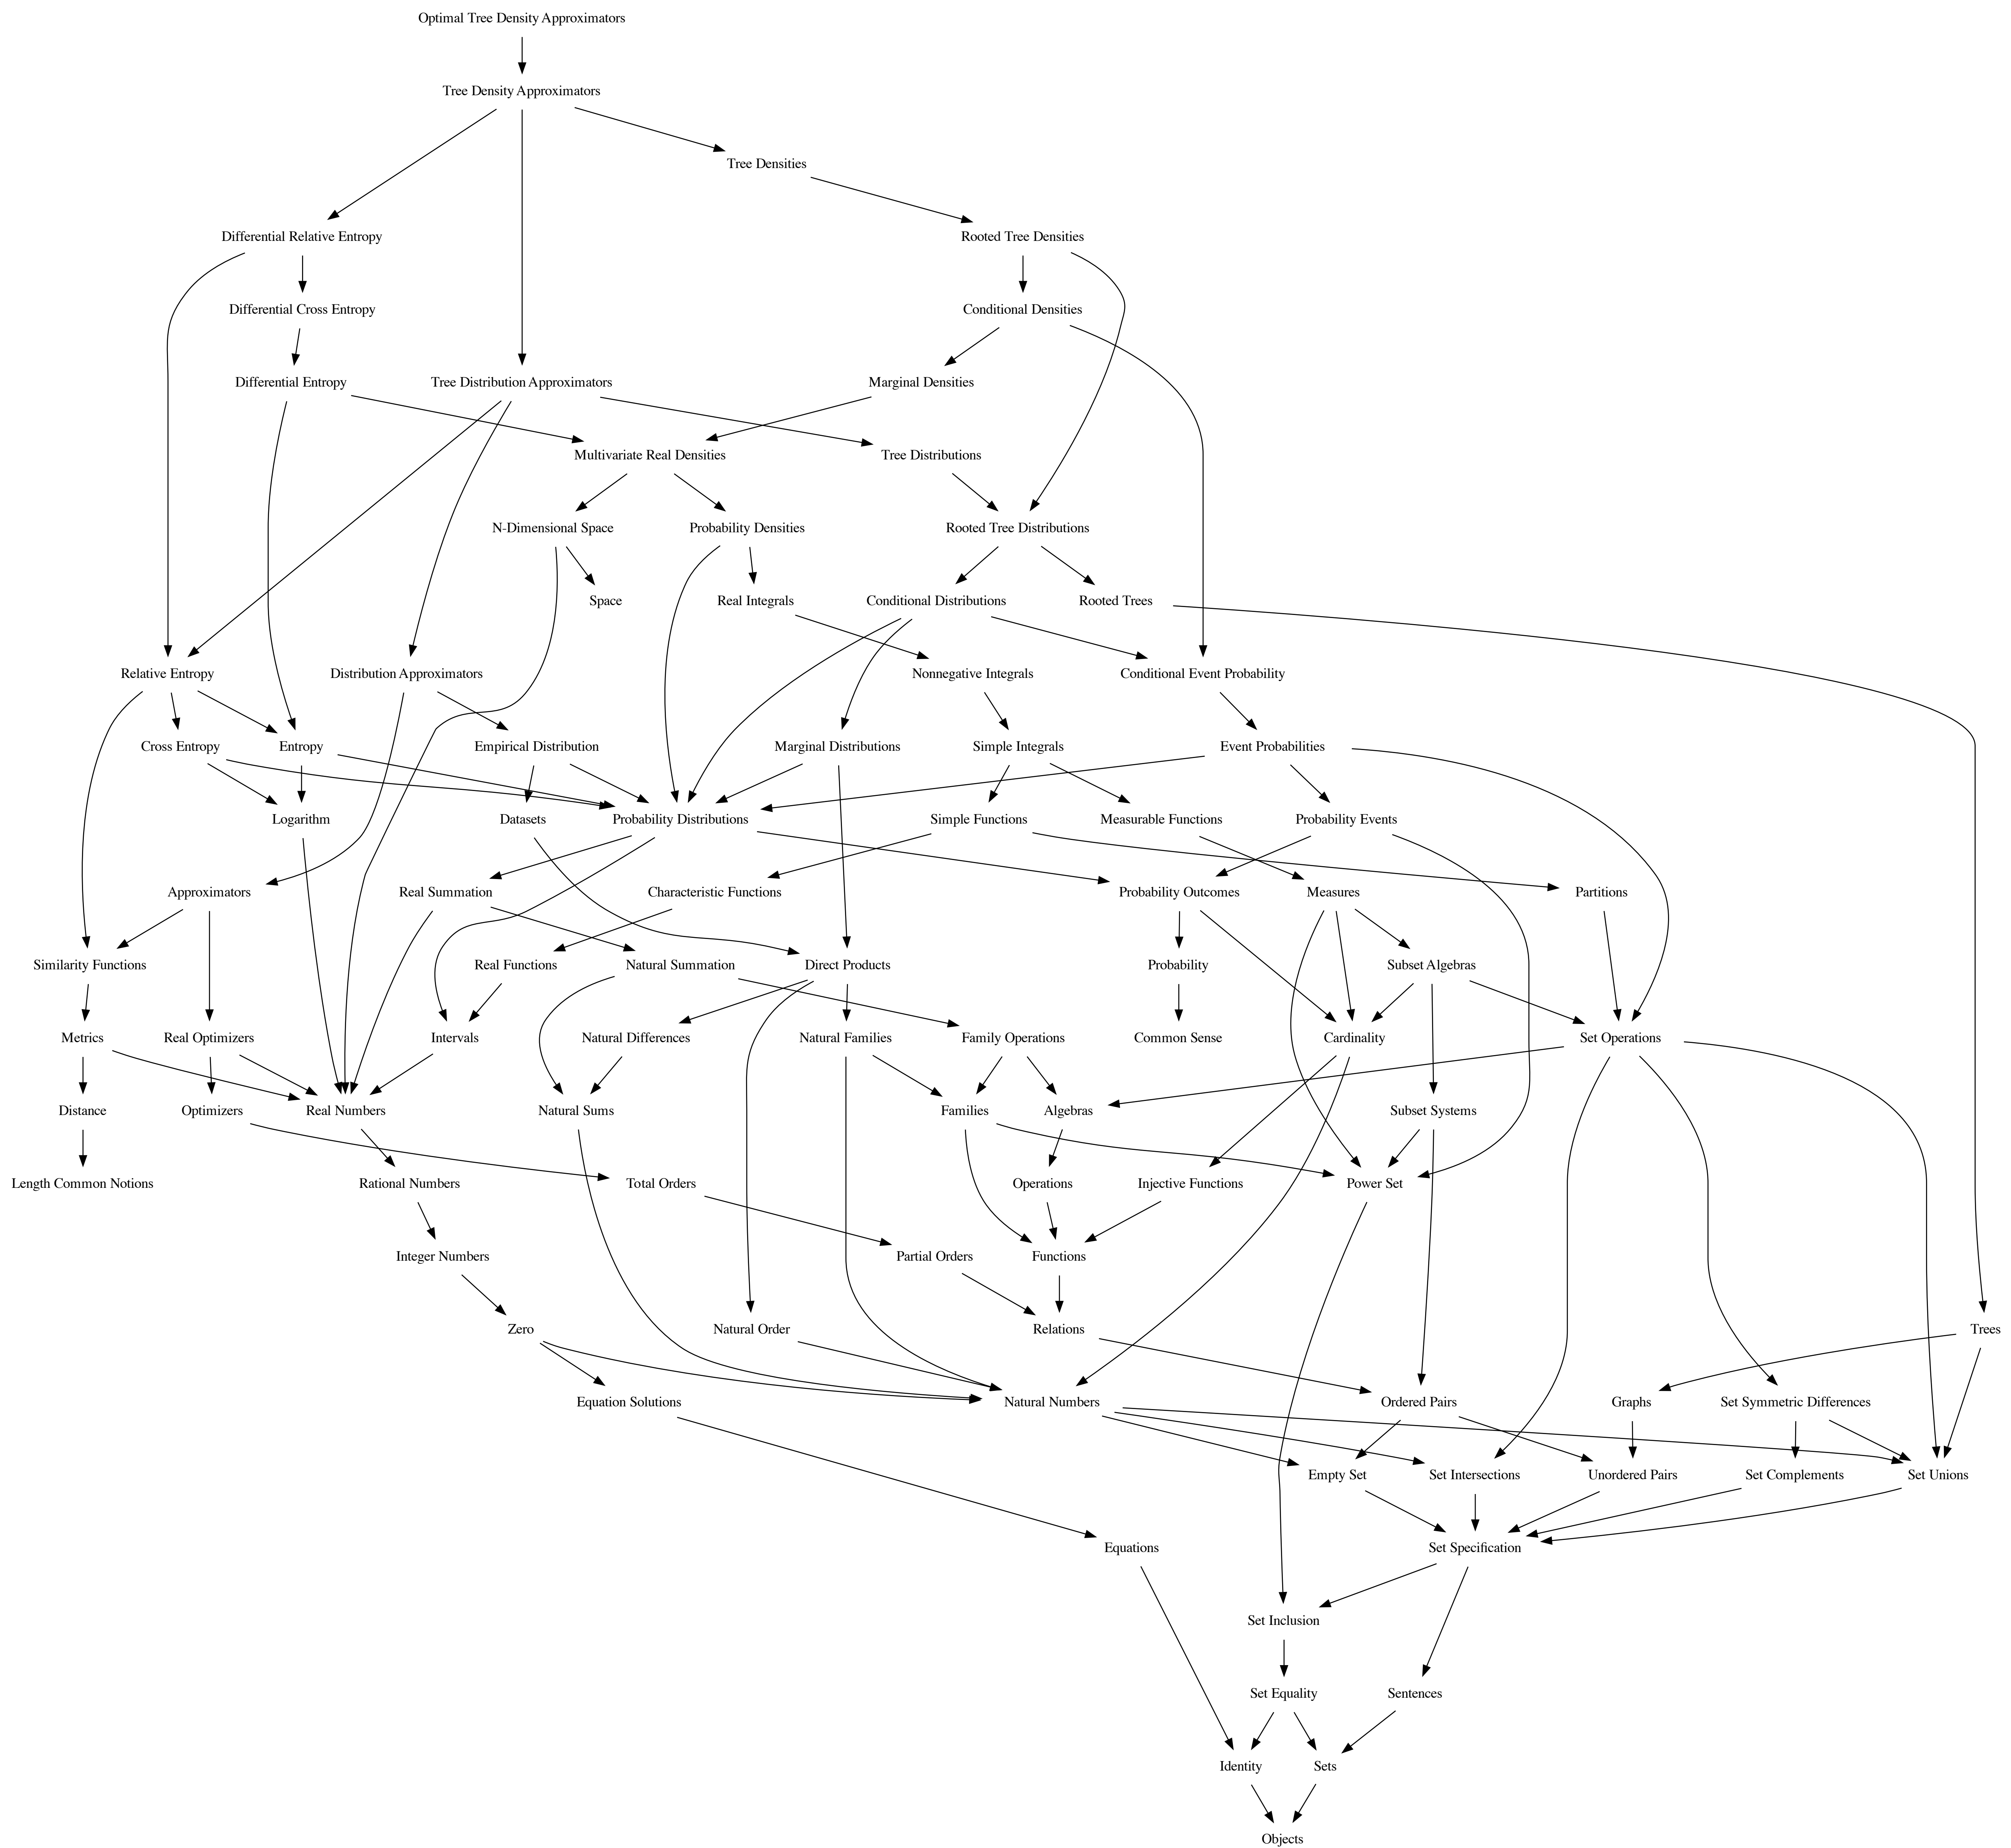 Optimal Tree Density Approximators
Tree Density Approximators
Tree Densities
Differential Relative Entropy
Rooted Tree Densities
Differential Cross Entropy
Conditional Densities
Differential Entropy
Tree Distribution Approximators
Marginal Densities
Multivariate Real Densities
Tree Distributions
N-Dimensional Space
Probability Densities
Rooted Tree Distributions
Space
Real Integrals
Conditional Distributions
Rooted Trees
Relative Entropy
Distribution Approximators
Nonnegative Integrals
Conditional Event Probability
Cross Entropy
Entropy
Empirical Distribution
Marginal Distributions
Simple Integrals
Event Probabilities
Logarithm
Datasets
Probability Distributions
Simple Functions
Measurable Functions
Probability Events
Approximators
Real Summation
Characteristic Functions
Probability Outcomes
Measures
Partitions
Similarity Functions
Real Functions
Natural Summation
Direct Products
Probability
Subset Algebras
Metrics
Real Optimizers
Intervals
Natural Differences
Natural Families
Family Operations
Common Sense
Cardinality
Set Operations
Distance
Optimizers
Real Numbers
Natural Sums
Families
Algebras
Subset Systems
Length Common Notions
Rational Numbers
Total Orders
Operations
Injective Functions
Power Set
Integer Numbers
Partial Orders
Functions
Zero
Natural Order
Relations
Trees
Equation Solutions
Natural Numbers
Ordered Pairs
Graphs
Set Symmetric Differences
Empty Set
Set Intersections
Unordered Pairs
Set Complements
Set Unions
Equations
Set Specification
Set Inclusion
Set Equality
Sentences
Identity
Sets
Objects